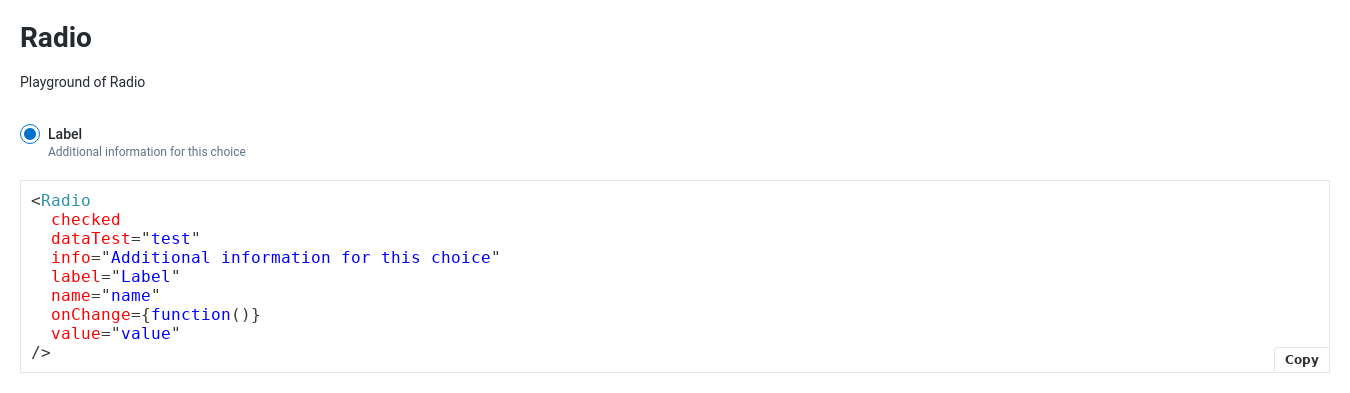 Radio
Playground of Radio
Label
Additional information for this choice
<Radio
  checked
  dataTest="test"
  info="Additional information for this choice"
  label="Label"
  name="name"
  onChange={function()}
  value="value"
/>
Copy